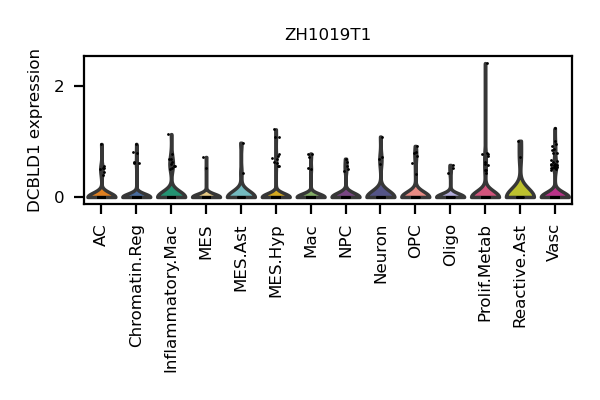 ZH1019T1
DCBLD1 expression
2
0
AC
Chromatin.Reg
Inflammatory.Mac
MES
MES.Ast
MES.Hyp
Mac
NPC
Neuron
OPC
Oligo
Prolif.Metab
Reactive.Ast
Vasc